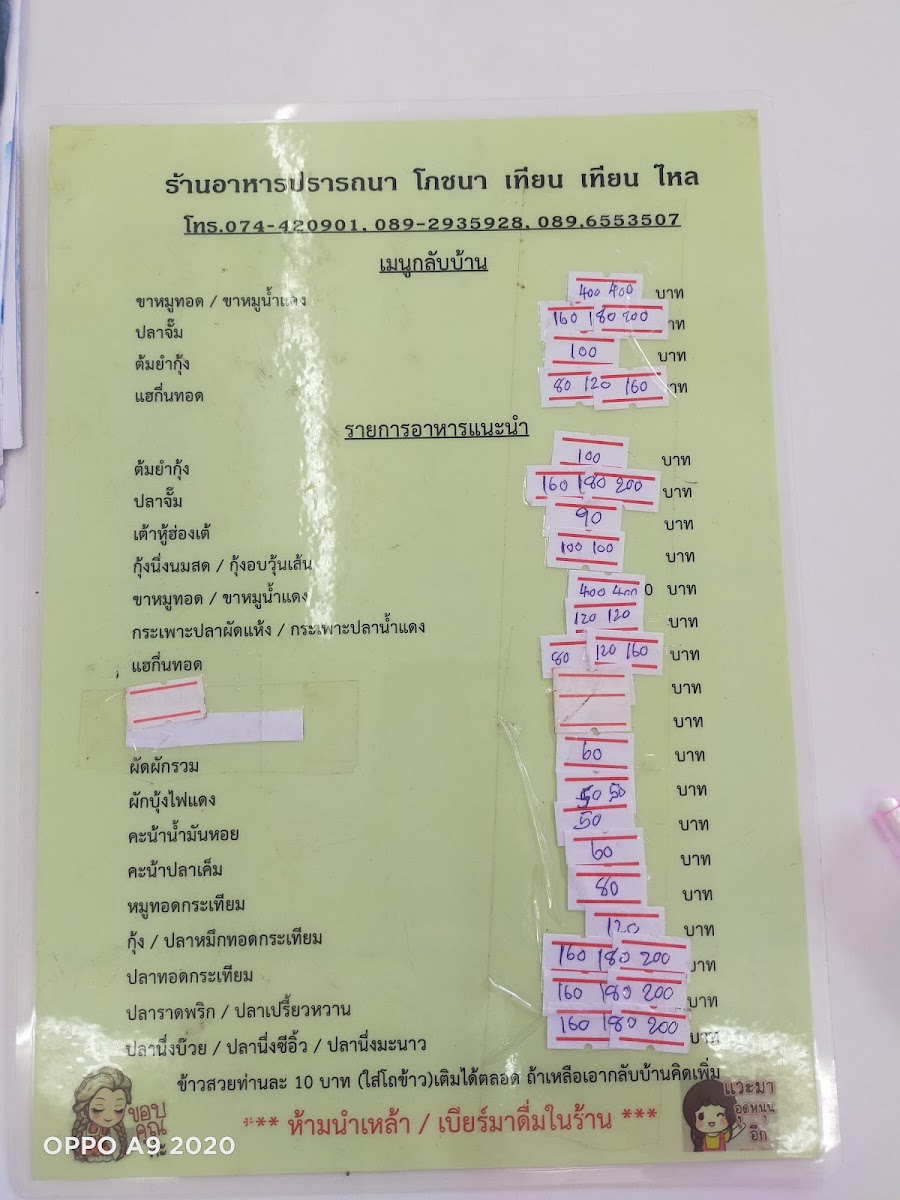 ร้านอาหารปรารถนา โภชนา เทียน เทียน ไหล
โทร.074-420901, 089-2935928, 089,6553507
เมนูกลับบ้าน
ขาหมูทอด / ขาหมูน้ำแดง 400 400 บาท
ปลาจั๊ม 160 180 200 บาท
ต้มยำกุ้ง 100 บาท
แฮกึ่นทอด 80 120 160 บาท
รายการอาหารแนะนำ
ต้มยำกุ้ง 100 บาท
ปลาจั๊ม 160 180 200 บาท
เต้าหู้ฮ่องเต้ 90 บาท
กุ้งนึ่งนมสด / กุ้งอบวุ้นเส้น 100 100 บาท
ขาหมูทอด / ขาหมูน้ำแดง 400 400 0 บาท
กระเพาะปลาผัดแห้ง / กระเพาะปลาน้ำแดง 120 120 บาท
แฮกึ่นทอด 80 120 160 บาท
บาท
บาท
ผัดผักรวม 60 บาท
ผักบุ้งไฟแดง 50 50 บาท
คะน้าน้ำมันหอย 50 บาท
คะน้าปลาเค็ม 60 บาท
หมูทอดกระเทียม 80 บาท
กุ้ง / ปลาหมึกทอดกระเทียม 120 บาท
ปลาทอดกระเทียม 160 180 200 บาท
ปลาราดพริก / ปลาเปรี้ยวหวาน 160 180 200 บาท
ปลานึ่งบ๊วย / ปลานึ่งซีอิ้ว / ปลานึ่งมะนาว 160 180 200 บาท
ข้าวสวยท่านละ 10 บาท (ใส่โถข้าว)เติมได้ตลอด ถ้าเหลือเอากลับบ้านคิดเพิ่ม
*** ห้ามนำเหล้า / เบียร์มาดื่มในร้าน ***
ขอบคุณค่ะ
แวะมาอุดหนุนอีก
OPPO A9 2020